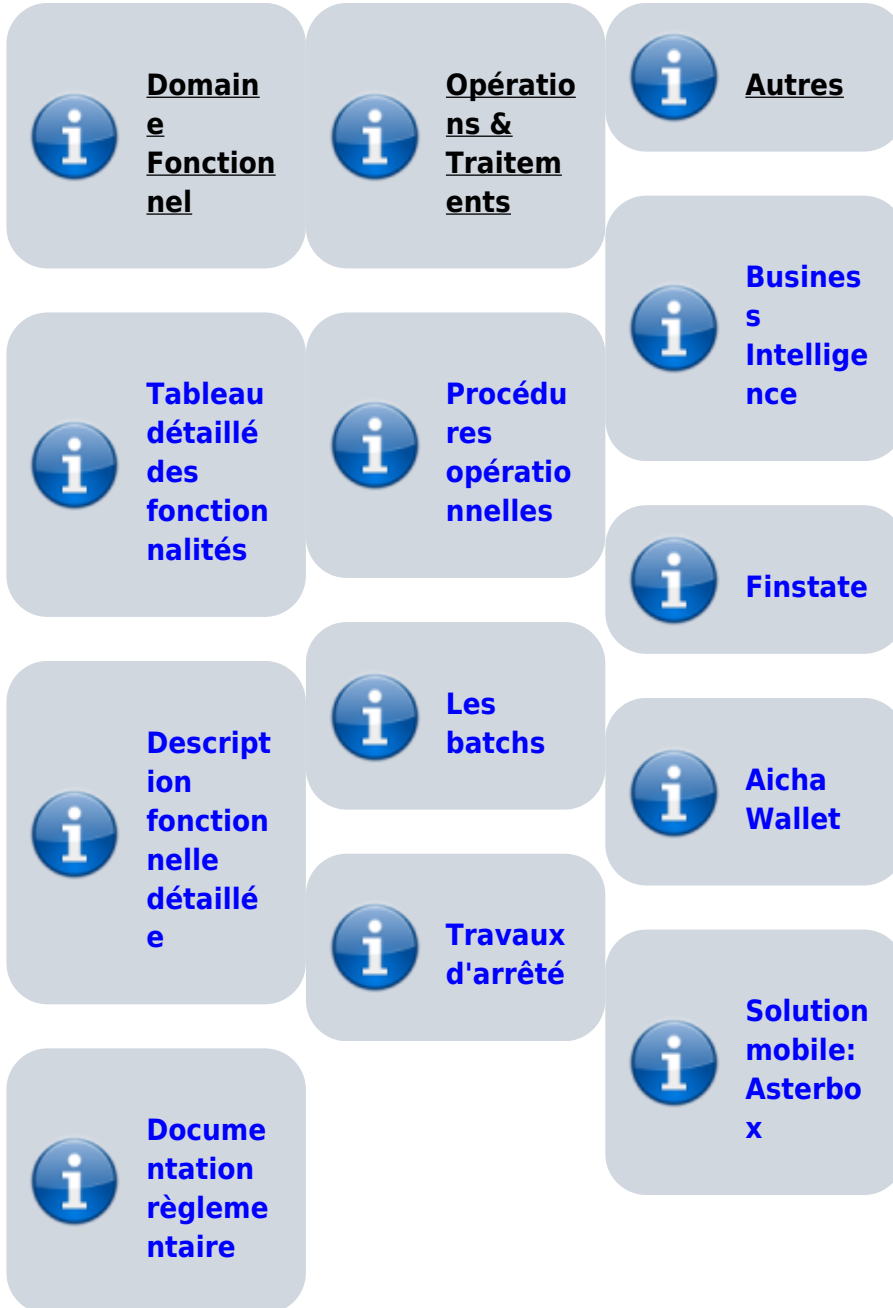 Domain
e
Fonction
nel
Tableau
détaillé
des
fonction
nalités
Descript
ion
fonction
nelle
détaillé
e
Docume
ntation
règleme
ntaire
Opératio
ns &
Traitem
ents
Procédu
res
opératio
nnelles
Les
batchs
Travaux
d'arrêté
Autres
Busines
s
Intellige
nce
Finstate
Aicha
Wallet
Solution
mobile:
Asterbo
x